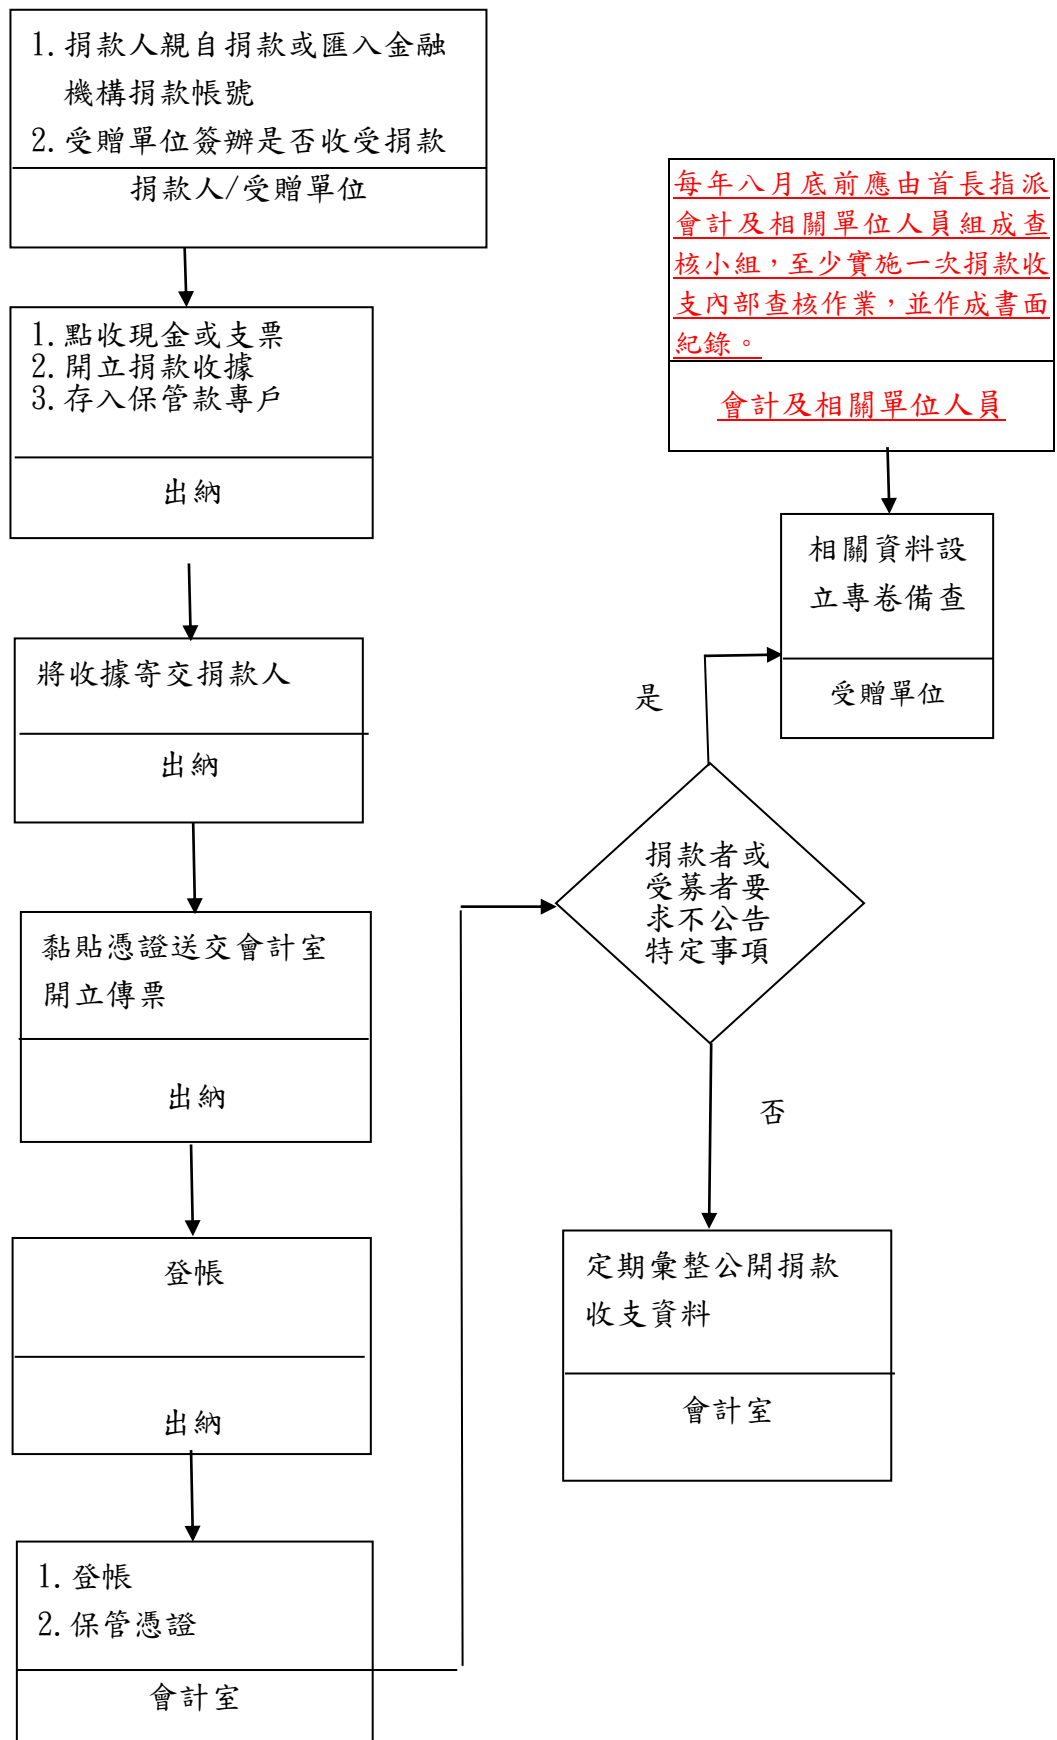 1.捐款人親自捐款或匯入金融
機構捐款帳號
2.受贈單位簽辦是否收受捐款
捐款人/受贈單位
1.點收現金或支票
2.開立捐款收據
3.存入保管款專戶
出納
將收據寄交捐款人
出納
黏貼憑證送交會計室
開立傳票
出納
登帳
出納
1.登帳
2.保管憑證
會計室
每年八月底前應由首長指派
會計及相關單位人員組成查
核小組，至少實施一次捐款收
支內部查核作業，並作成書面
紀錄。
會計及相關單位人員
相關資料設
立專卷備查
受贈單位
是
捐款者或
受募者要
求不公告
特定事項
否
定期彙整公開捐款
收支資料
會計室